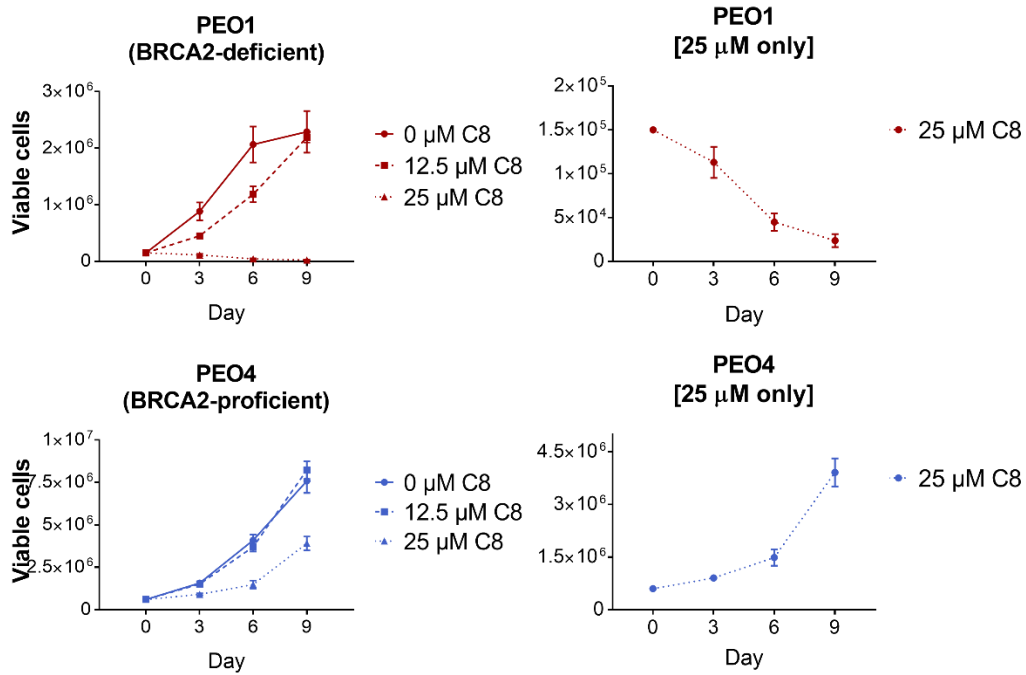 PEO1
(BRCA2-deficient)
Viable cells
3×10⁶
2×10⁶
1×10⁶
0
0 3 6 9
Day
0 µM C8
12.5 µM C8
25 µM C8
PEO1
[25 µM only]
2×10⁵
1.5×10⁵
1×10⁵
5×10⁴
0
0 3 6 9
Day
25 µM C8
PEO4
(BRCA2-proficient)
Viable cells
1×10⁷
7.5×10⁶
5×10⁶
2.5×10⁶
0
0 3 6 9
Day
0 µM C8
12.5 µM C8
25 µM C8
PEO4
[25 µM only]
4.5×10⁶
3×10⁶
1.5×10⁶
0
0 3 6 9
Day
25 µM C8